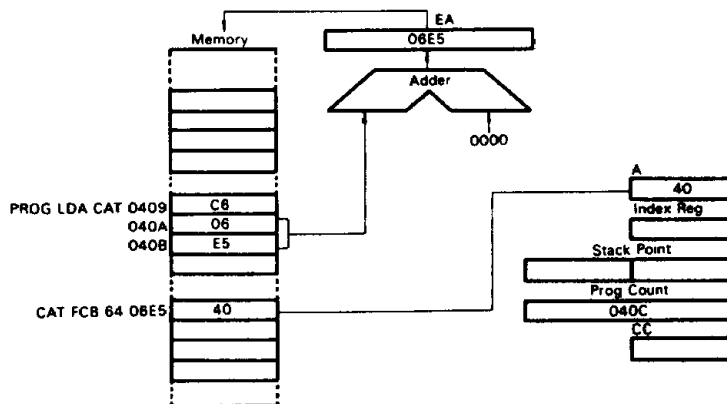 EA
Memory
06E5
Adder
0000
A
PROG LDA CAT 0409 C6
40
040A 06
Index Reg
040B E5
Stack Point
Prog Count
CAT FCB 64 06E5 40
040C
CC